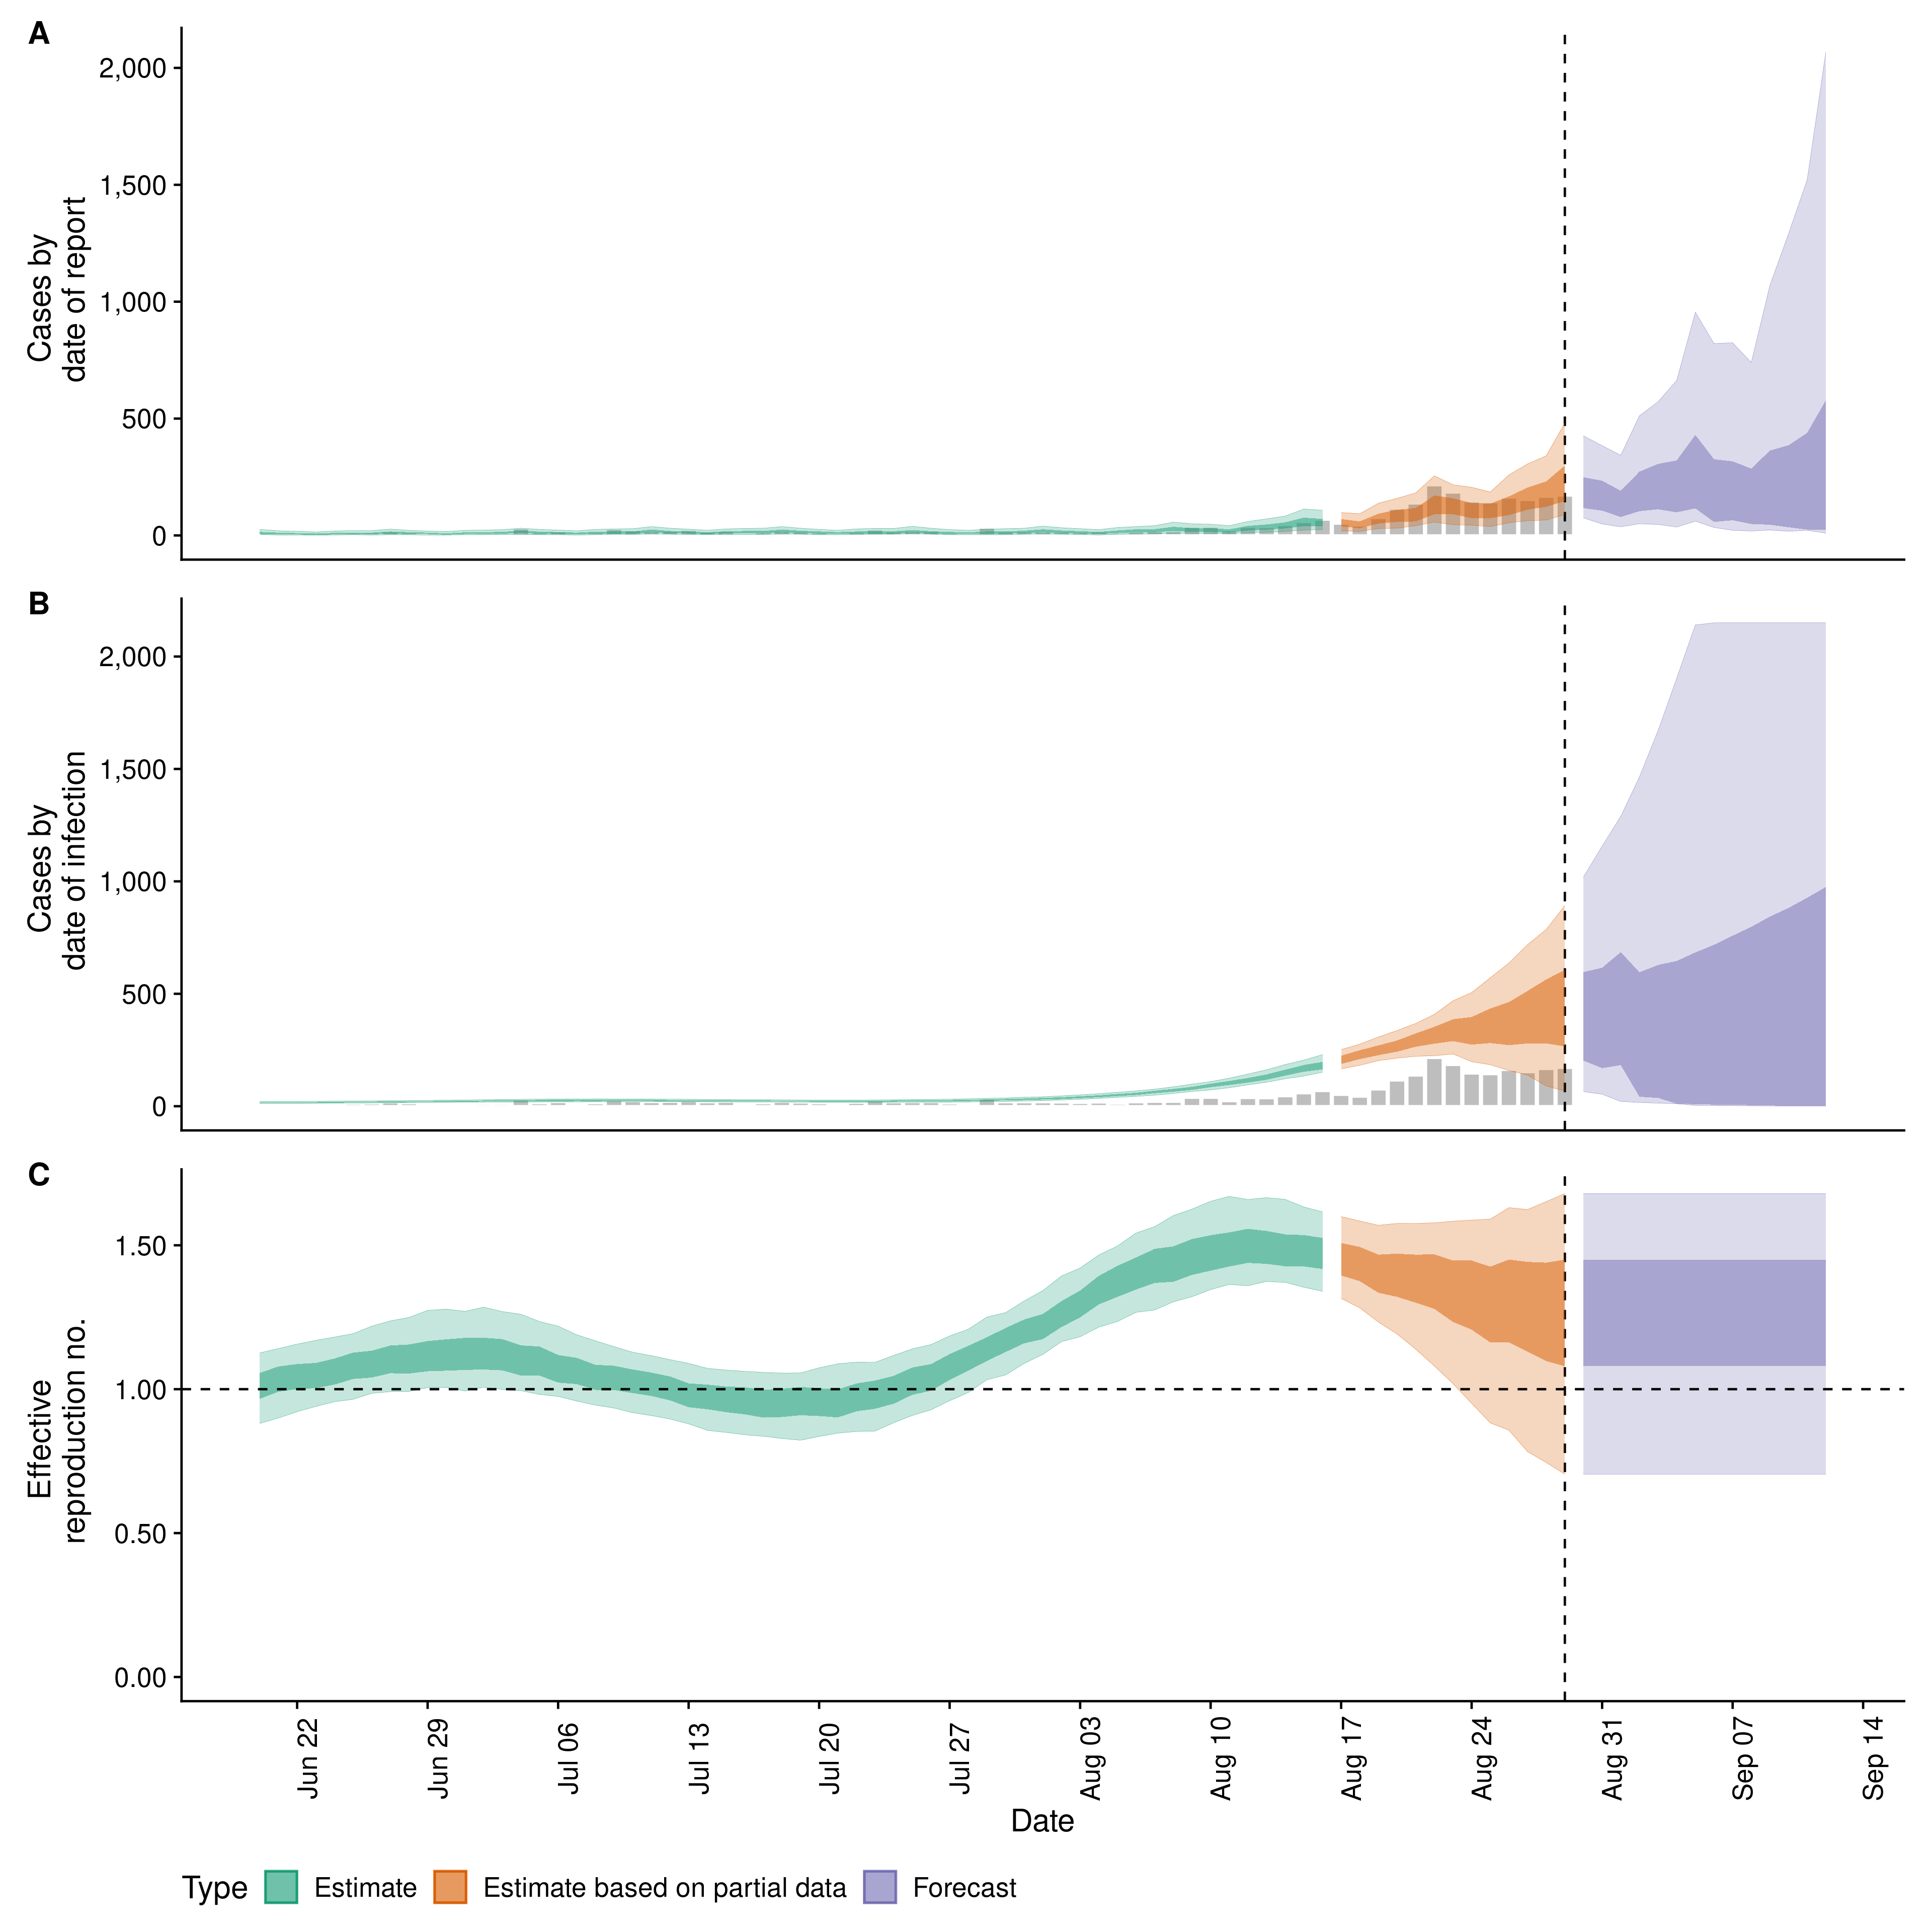 A
2,000
1,500
1,000
500
0
Cases by
date of report
B
2,000
1,500
1,000
500
0
Cases by
date of infection
C
1.50
1.00
0.50
0.00
Effective
reproduction no.
Jun 22
Jun 29
Jul 06
Jul 13
Jul 20
Jul 27
Aug 03
Aug 10
Aug 17
Aug 24
Aug 31
Sep 07
Sep 14
Date
Type Estimate Estimate based on partial data Forecast